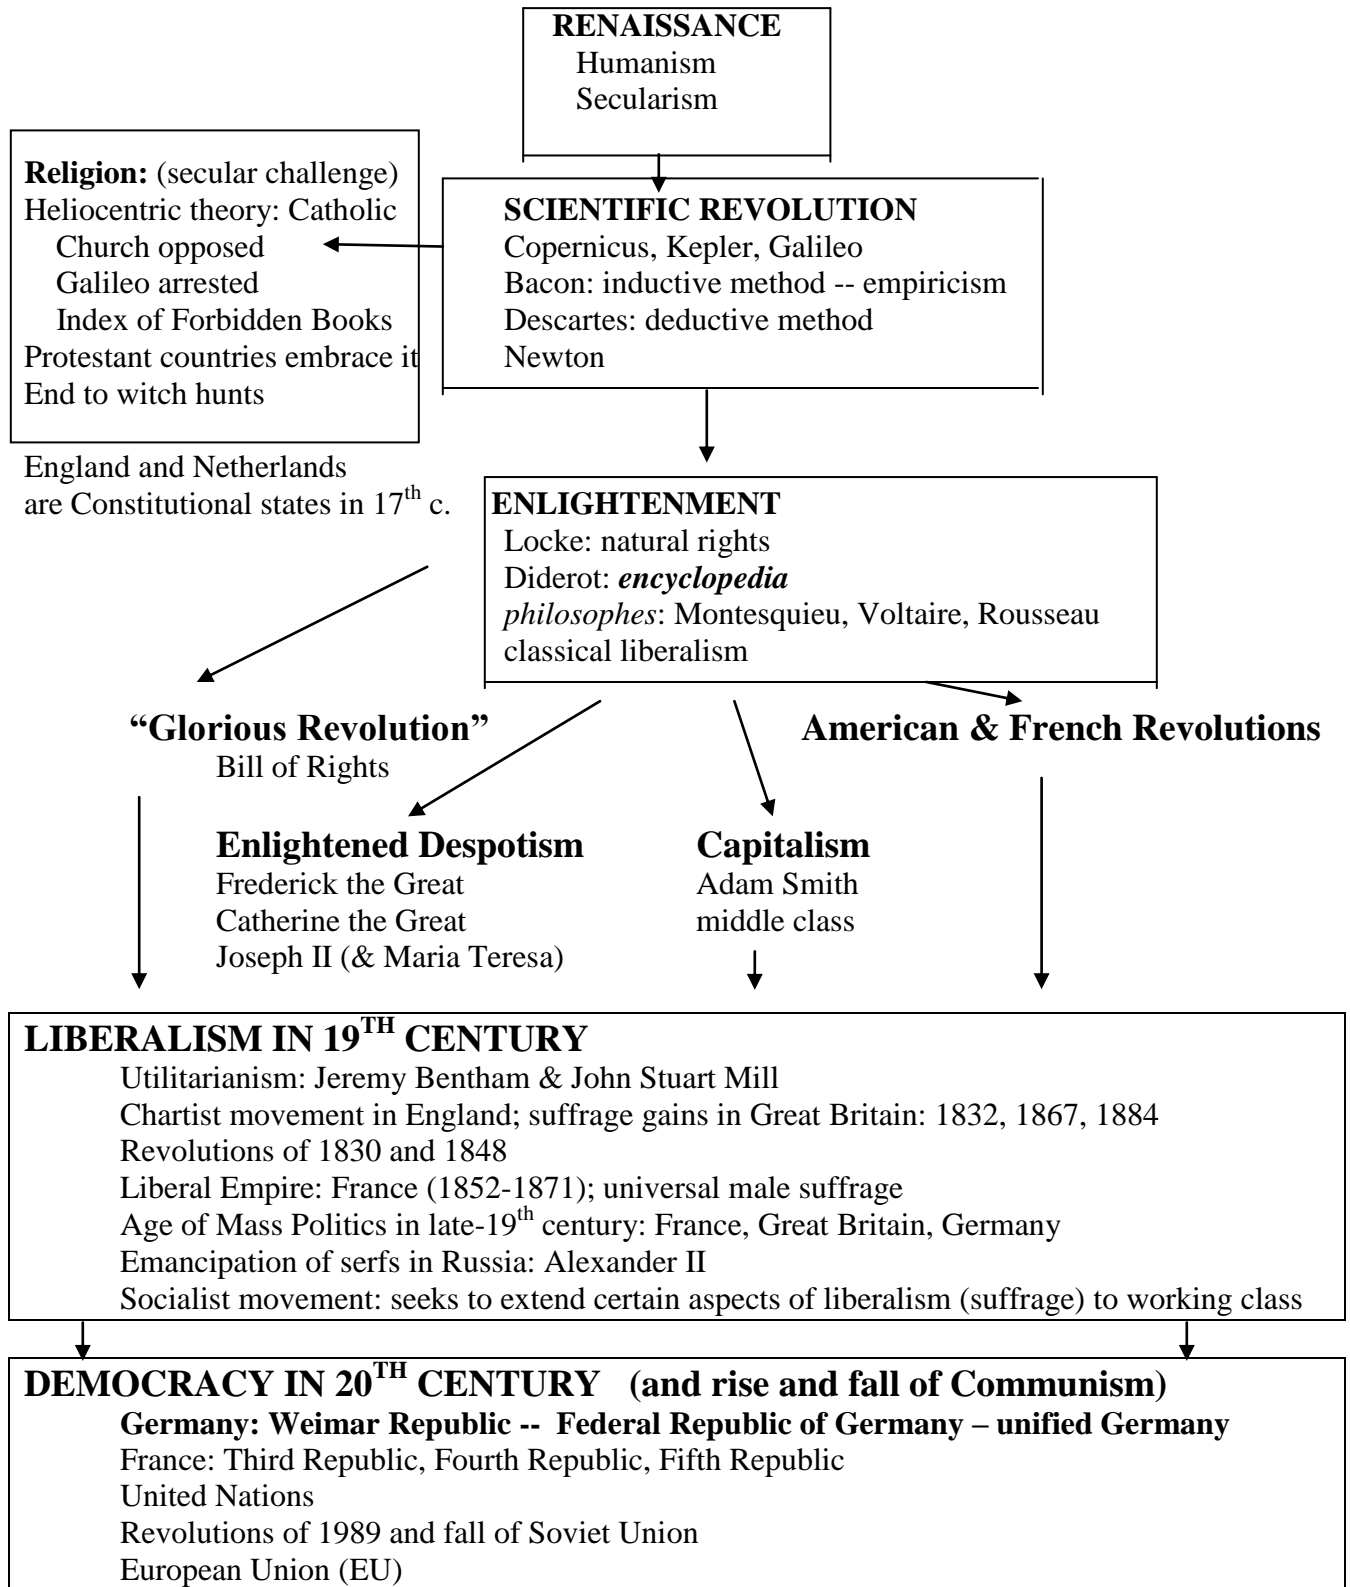 RENAISSANCE
Humanism
Secularism
Religion: (secular challenge)
Heliocentric theory: Catholic
Church opposed
Galileo arrested
Index of Forbidden Books
Protestant countries embrace it
End to witch hunts
SCIENTIFIC REVOLUTION
Copernicus, Kepler, Galileo
Bacon: inductive method -- empiricism
Descartes: deductive method
Newton
England and Netherlands
are Constitutional states in 17th c.
ENLIGHTENMENT
Locke: natural rights
Diderot: encyclopedia
philosophes: Montesquieu, Voltaire, Rousseau
classical liberalism
“Glorious Revolution”
Bill of Rights
American & French Revolutions
Enlightened Despotism
Frederick the Great
Catherine the Great
Joseph II (& Maria Teresa)
Capitalism
Adam Smith
middle class
LIBERALISM IN 19TH CENTURY
Utilitarianism: Jeremy Bentham & John Stuart Mill
Chartist movement in England; suffrage gains in Great Britain: 1832, 1867, 1884
Revolutions of 1830 and 1848
Liberal Empire: France (1852-1871); universal male suffrage
Age of Mass Politics in late-19th century: France, Great Britain, Germany
Emancipation of serfs in Russia: Alexander II
Socialist movement: seeks to extend certain aspects of liberalism (suffrage) to working class
DEMOCRACY IN 20TH CENTURY (and rise and fall of Communism)
Germany: Weimar Republic -- Federal Republic of Germany – unified Germany
France: Third Republic, Fourth Republic, Fifth Republic
United Nations
Revolutions of 1989 and fall of Soviet Union
European Union (EU)